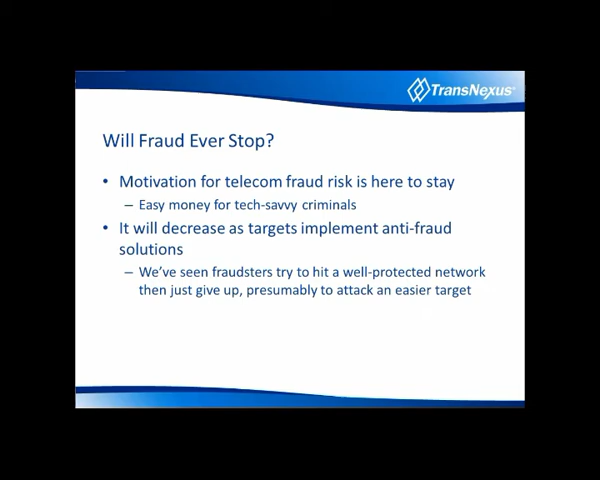 TransNexus
Will Fraud Ever Stop?
• Motivation for telecom fraud risk is here to stay
– Easy money for tech-savvy criminals
• It will decrease as targets implement anti-fraud
solutions
– We’ve seen fraudsters try to hit a well-protected network
then just give up, presumably to attack an easier target